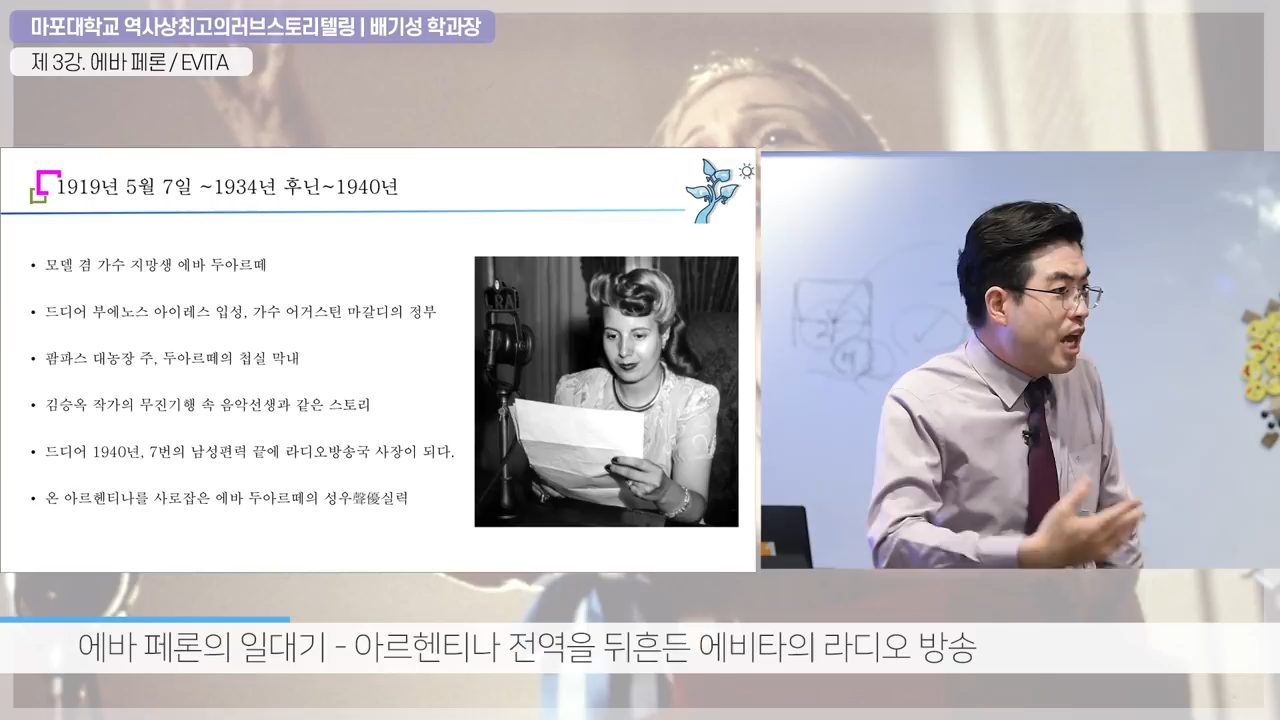 마포대학교 역사상최고의러브스토리텔링 | 배기성 학과장
제 3강. 에바 페론 / EVITA
1919년 5월 7일 ~1934년 후닌~1940년
• 모델 겸 가수 지망생 에바 두아르떼
• 드디어 부에노스 아이레스 입성, 가수 어거스틴 마갈디의 정부
• 팜파스 대농장 주, 두아르떼의 첩실 막내
• 김승옥 작가의 무진기행 속 음악선생과 같은 스토리
• 드디어 1940년, 7번의 남성편력 끝에 라디오방송국 사장이 되다.
• 온 아르헨티나를 사로잡은 에바 두아르떼의 성우聲優실력
에바 페론의 일대기 - 아르헨티나 전역을 뒤흔든 에비타의 라디오 방송